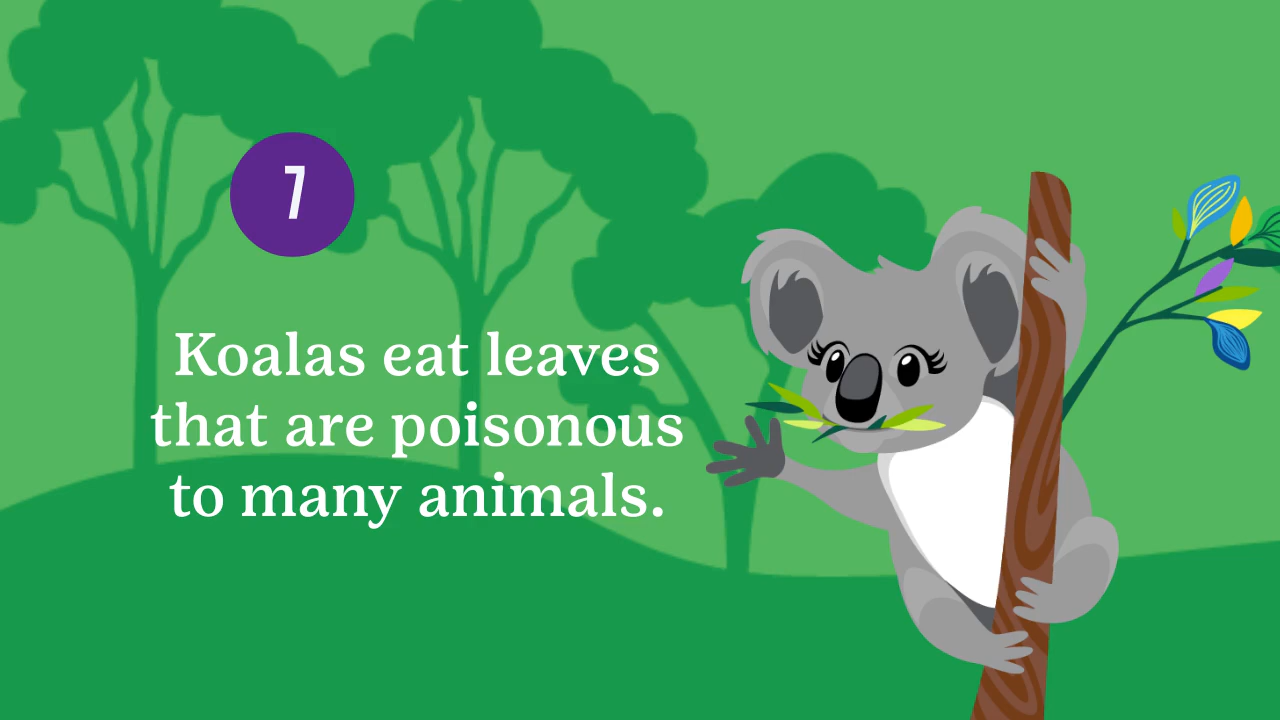 7
Koalas eat leaves
that are poisonous
to many animals.